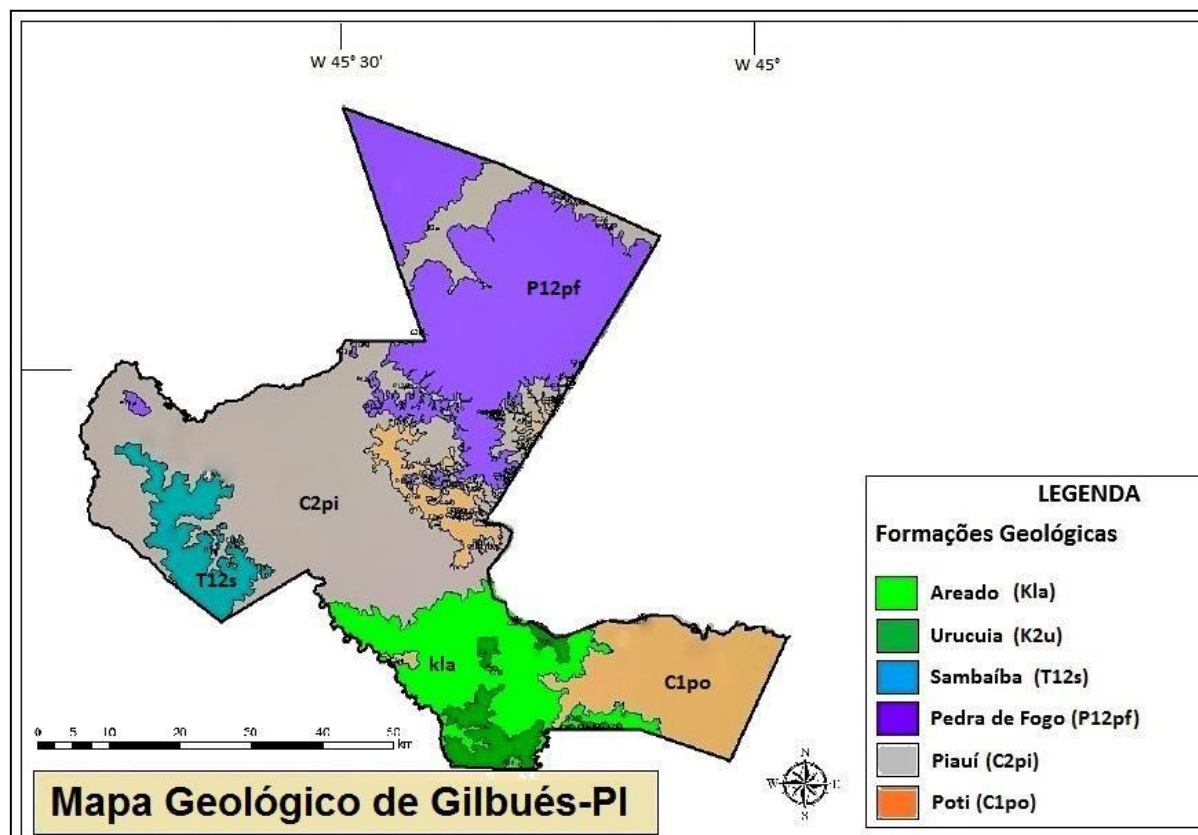 W 45° 30'
W 45°
P12pf
C2pi
T12s
kla
C1po
LEGENDA
Formações Geológicas
Areado (Kla)
Urucuia (K2u)
Sambaíba (T12s)
Pedra de Fogo (P12pf)
Piauí (C2pi)
Poti (C1po)
0 5 10 20 30 40 50
km
N
W E
S
Mapa Geológico de Gilbués-PI